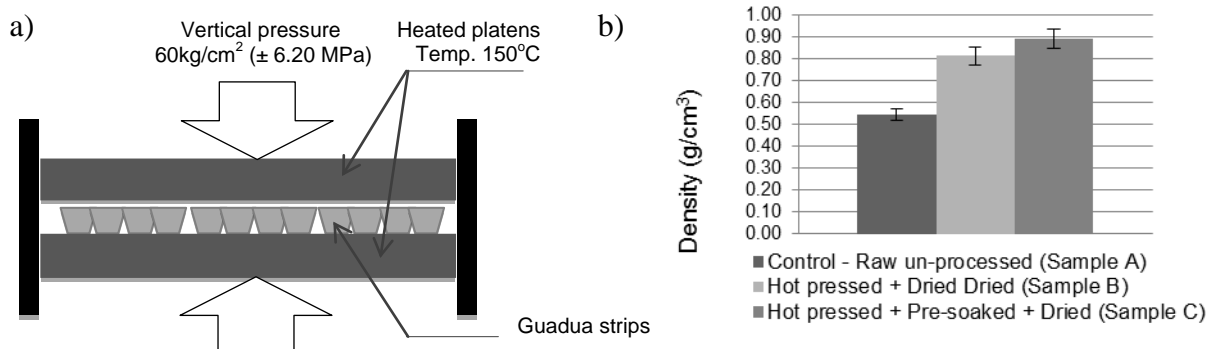 a)
Vertical pressure
60kg/cm² (± 6.20 MPa)
Heated platens
Temp. 150°C
Guadua strips
b)
Density (g/cm³)
1.00
0.90
0.80
0.70
0.60
0.50
0.40
0.30
0.20
0.10
0.00
Control - Raw un-processed (Sample A)
Hot pressed + Dried Dried (Sample B)
Hot pressed + Pre-soaked + Dried (Sample C)